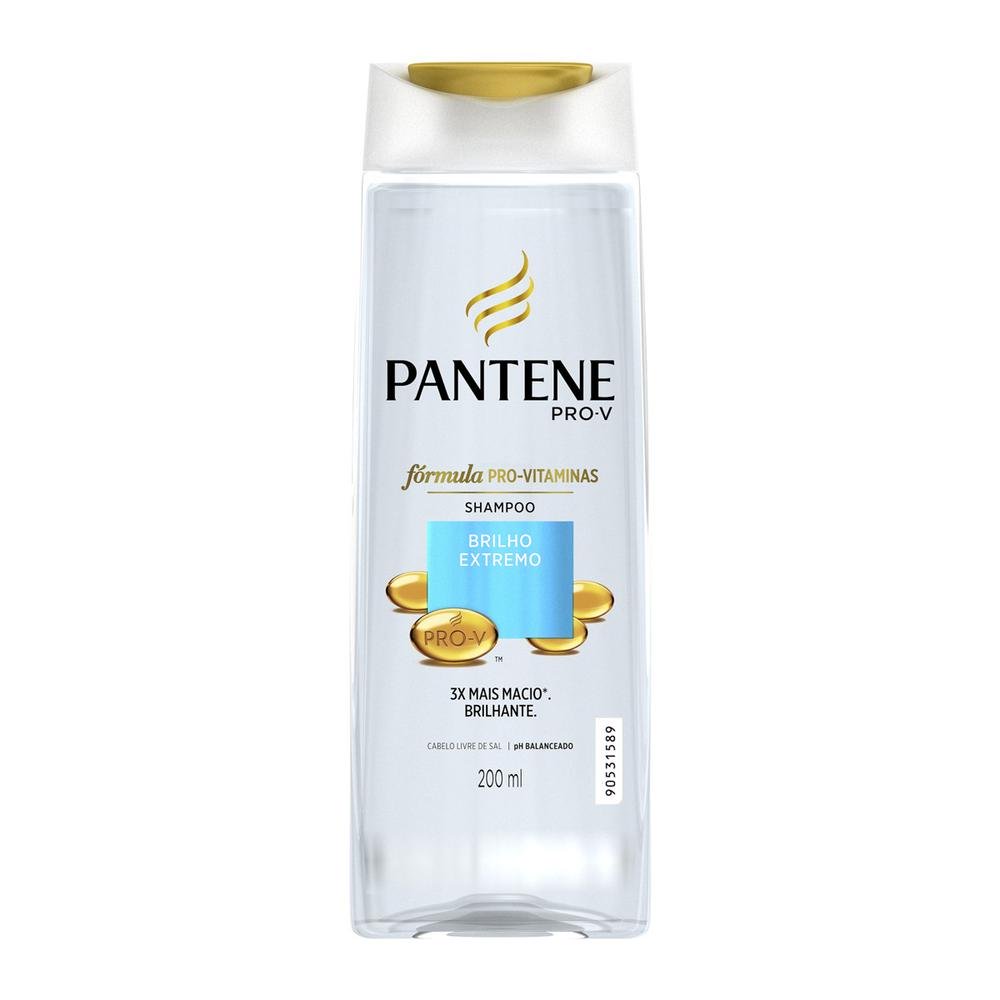 PANTENE
PRO-V
fórmula PRO-VITAMINAS
SHAMPOO
BRILHO
EXTREMO
PRO-V
TM
3X MAIS MACIO*.
BRILHANTE.
CABELO LIVRE DE SAL | pH BALANCEADO
200 ml
90531589